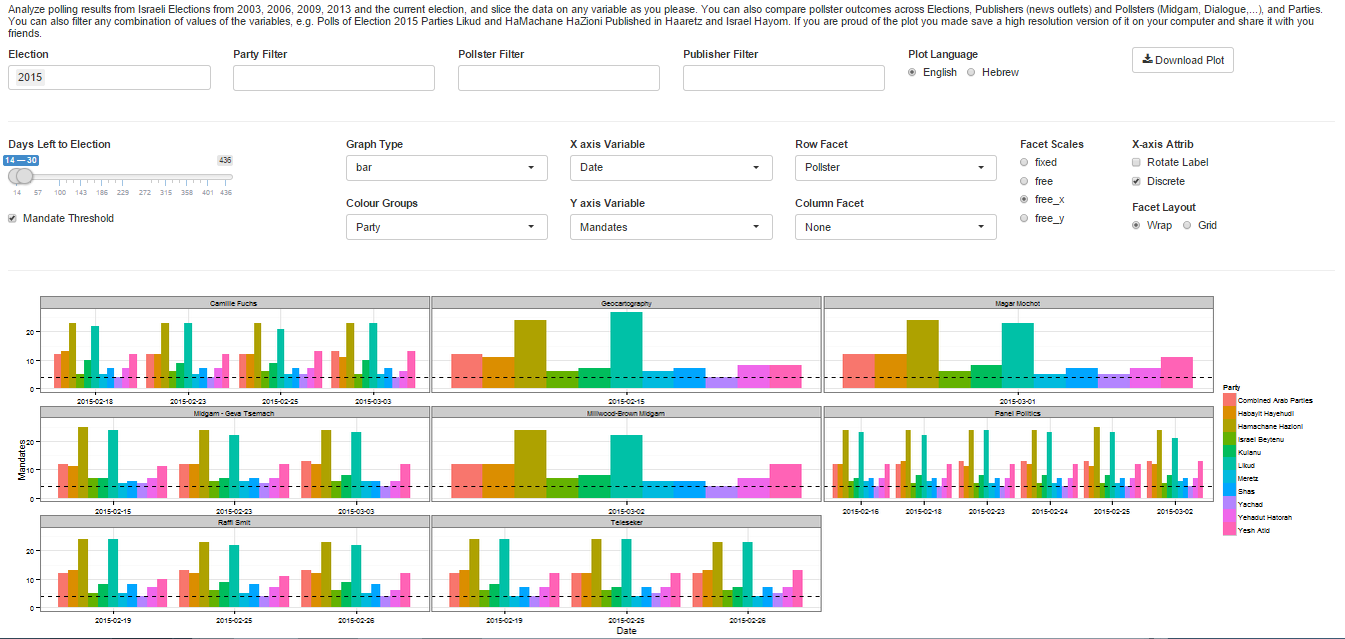 Analyze polling results from Israeli Elections from 2003, 2006, 2009, 2013 and the current election, and slice the data on any variable as you please. You can also compare pollster outcomes across Elections, Publishers (news outlets) and Pollsters (Midgam, Dialogue,...), and Parties.
You can also filter any combination of values of the variables, e.g. Polls of Election 2015 Parties Likud and HaMachane HaZioni Published in Haaretz and Israel Hayom. If you are proud of the plot you made save a high resolution version of it on your computer and share it with you
friends.
Election Party Filter Pollster Filter Publisher Filter Plot Language
Download Plot
2015
English Hebrew
Days Left to Election Graph Type X axis Variable Row Facet Facet Scales X-axis Attrib
14 — 30 436
bar Date Pollster
fixed Rotate Label
free Discrete
14 57 100 143 186 229 272 315 358 401 436
free_x
Colour Groups Y axis Variable Column Facet
Facet Layout
Mandate Threshold
free_y
Party Mandates None
Wrap Grid
Camille Fuchs Geocartography Magar Mochot
20
10
0
2015-02-18 2015-02-23 2015-02-25 2015-03-03 2015-02-15 2015-03-01
Midgam - Geva Tsemach Millwood-Brown Midgam Panel Politics
Mandates
20
10
0
2015-02-15 2015-02-23 2015-03-03 2015-03-02 2015-02-16 2015-02-18 2015-02-23 2015-02-24 2015-02-25 2015-03-02
Raffi Smit Teleseker
20
10
0
2015-02-19 2015-02-25 2015-02-26 2015-02-19 2015-02-25 2015-02-26
Date
Party
Combined Arab Parties
Habayit Hayehudi
Hamachane Hazioni
Israel Beytenu
Kulanu
Likud
Meretz
Shas
Yachad
Yehadut Hatorah
Yesh Atid